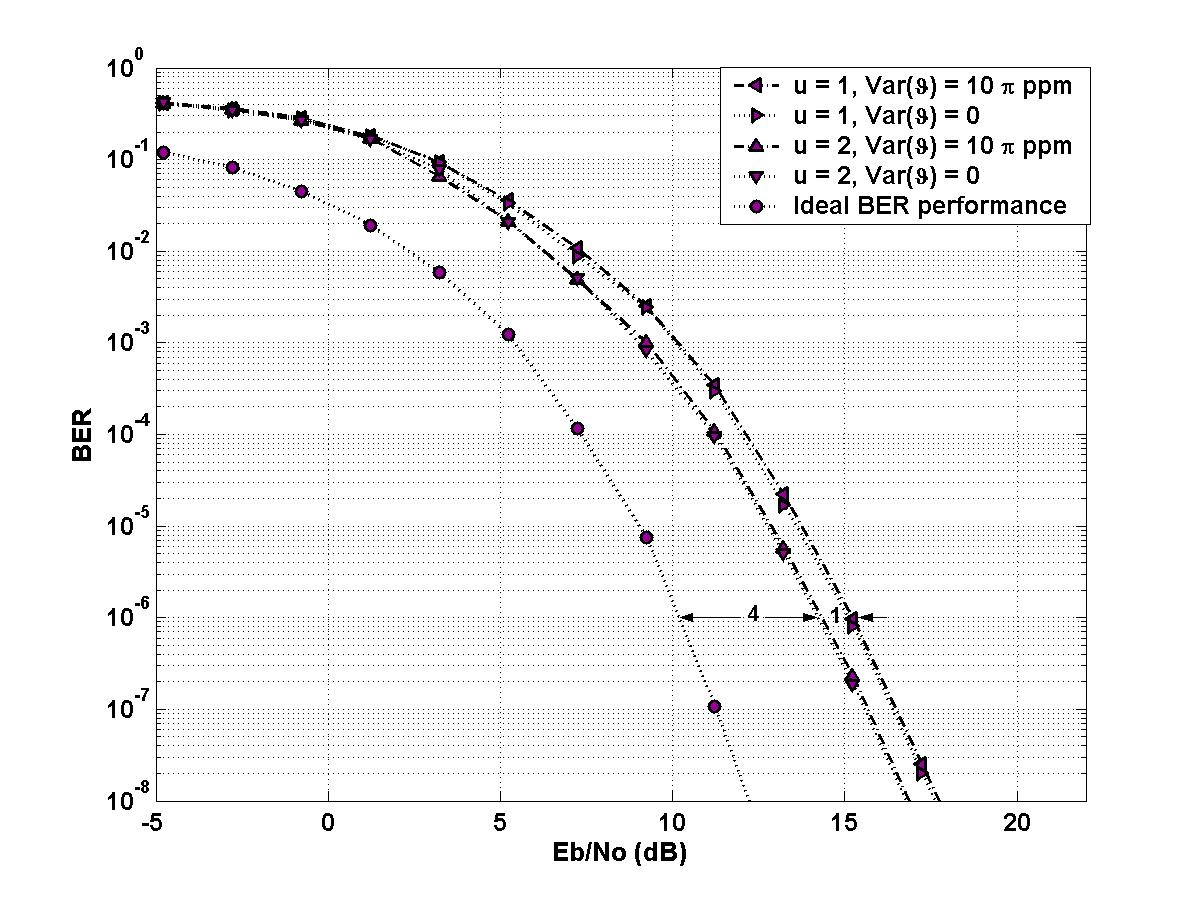 10^0
u = 1, Var(ϑ) = 10 π ppm
u = 1, Var(ϑ) = 0
u = 2, Var(ϑ) = 10 π ppm
u = 2, Var(ϑ) = 0
Ideal BER performance
10^-1
10^-2
10^-3
10^-4
10^-5
10^-6
10^-7
10^-8
BER
4
1
-5 0 5 10 15 20
Eb/No (dB)